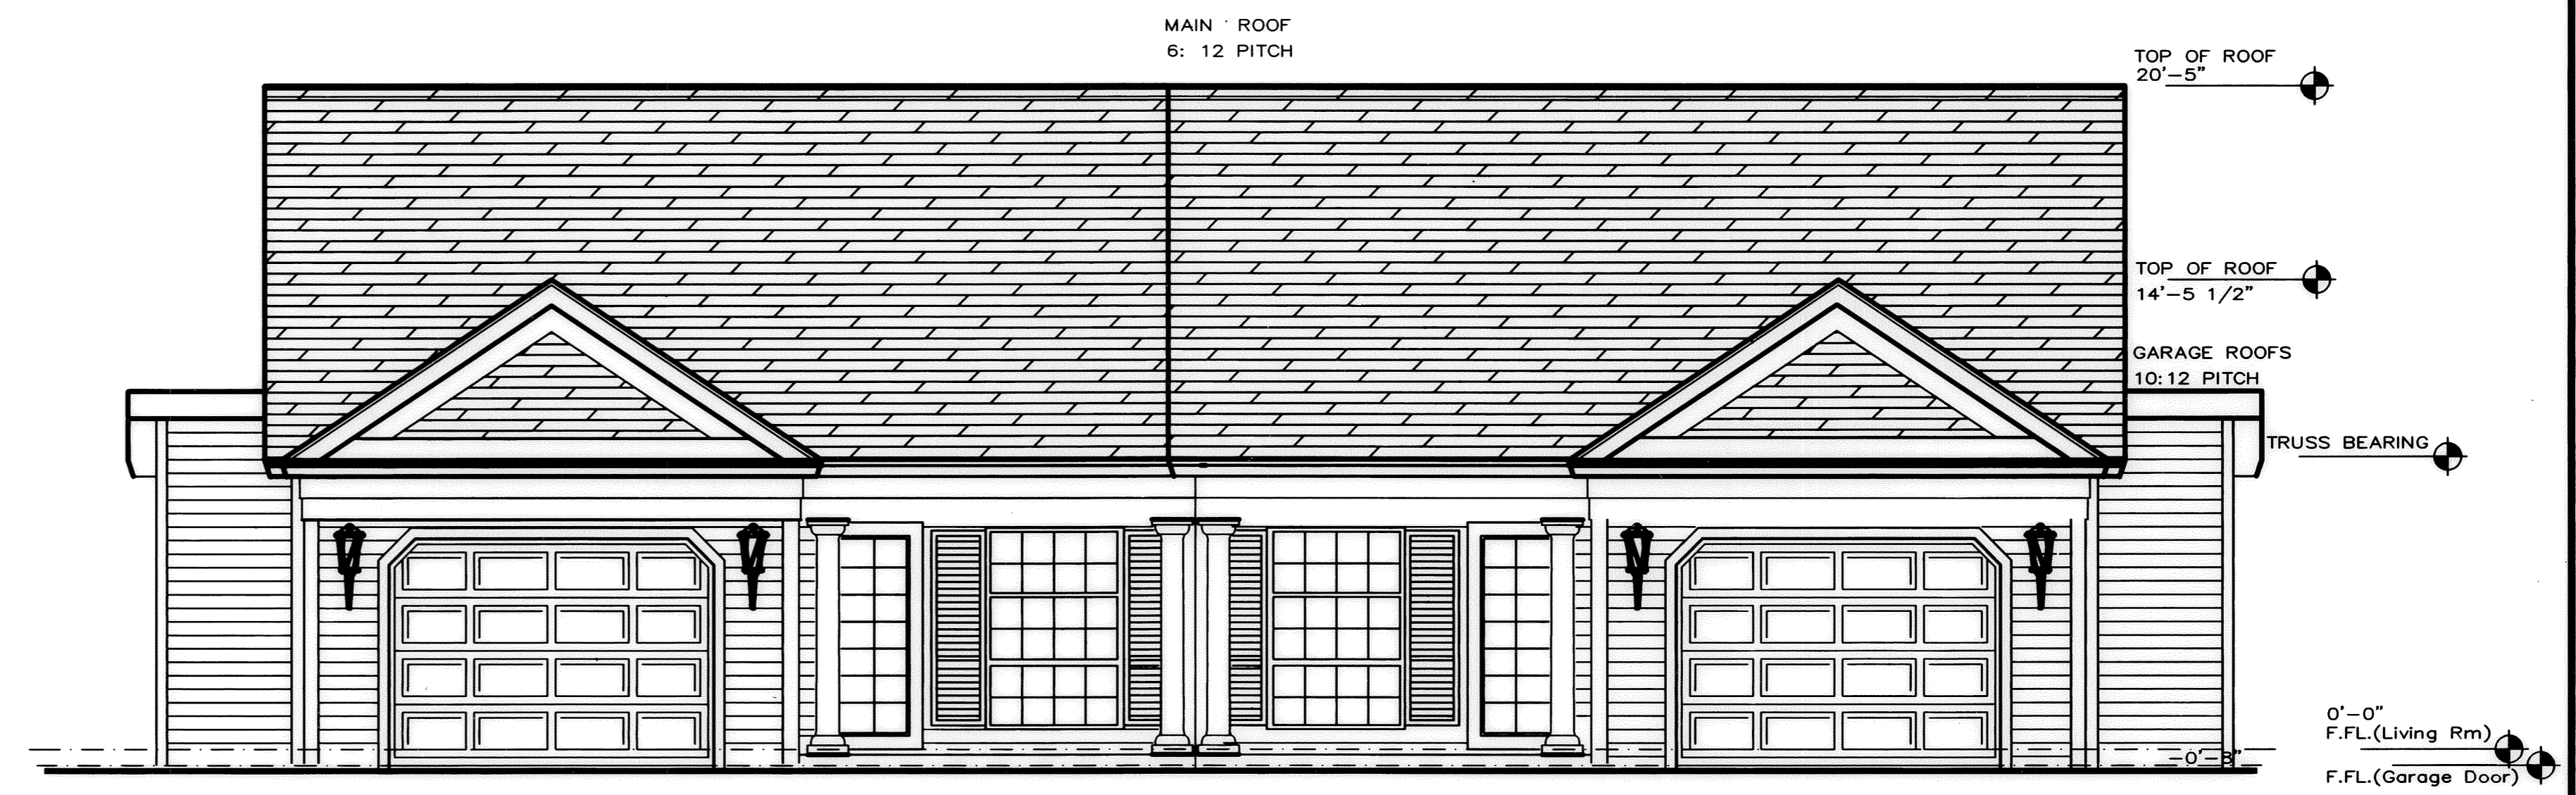 MAIN ROOF
6: 12 PITCH
TOP OF ROOF
20'-5"
TOP OF ROOF
14'-5 1/2"
GARAGE ROOFS
10:12 PITCH
TRUSS BEARING
0'-0"
F.FL.(Living Rm)
-0'-8"
F.FL.(Garage Door)